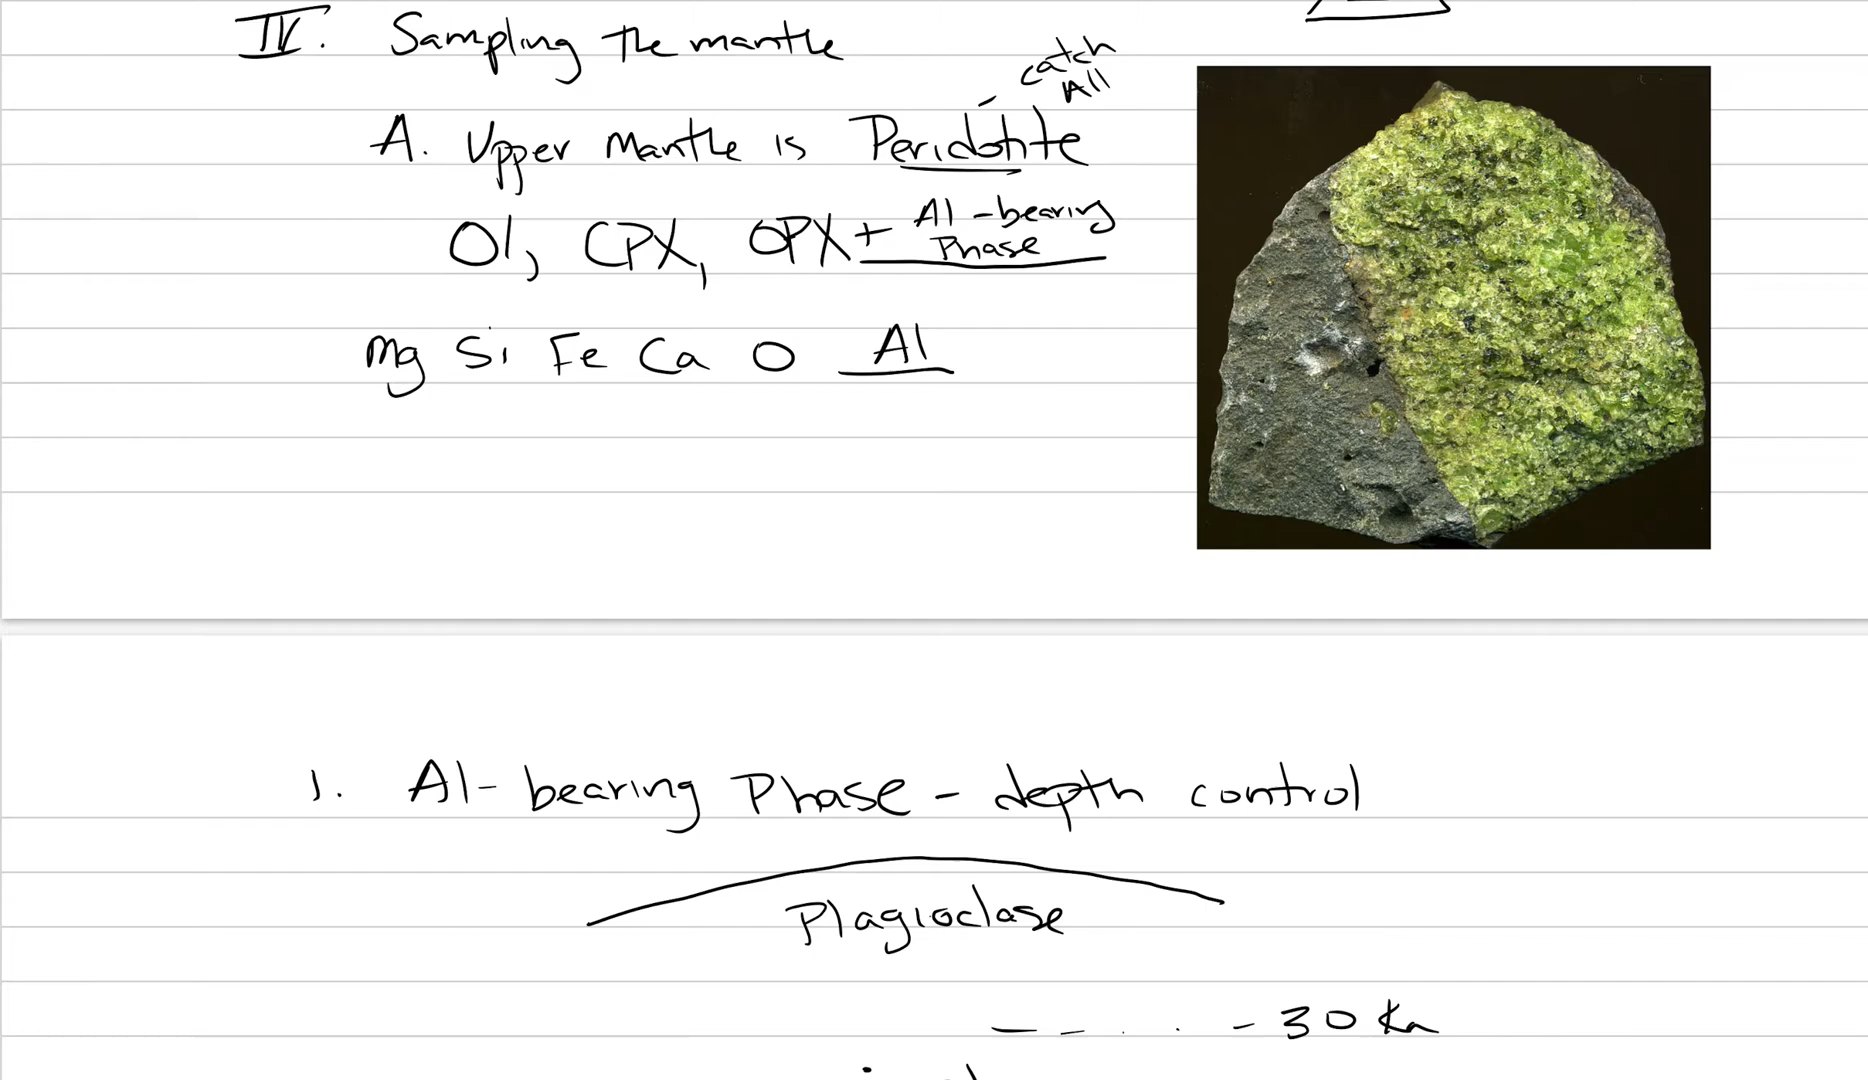 IV. Sampling the mantle
- catch All
A. Upper Mantle is Peridotite
Ol, CPX, OPX + Al-bearing Phase
Mg Si Fe Ca O Al
1. Al-bearing Phase - depth control
Plagioclase
30 Km